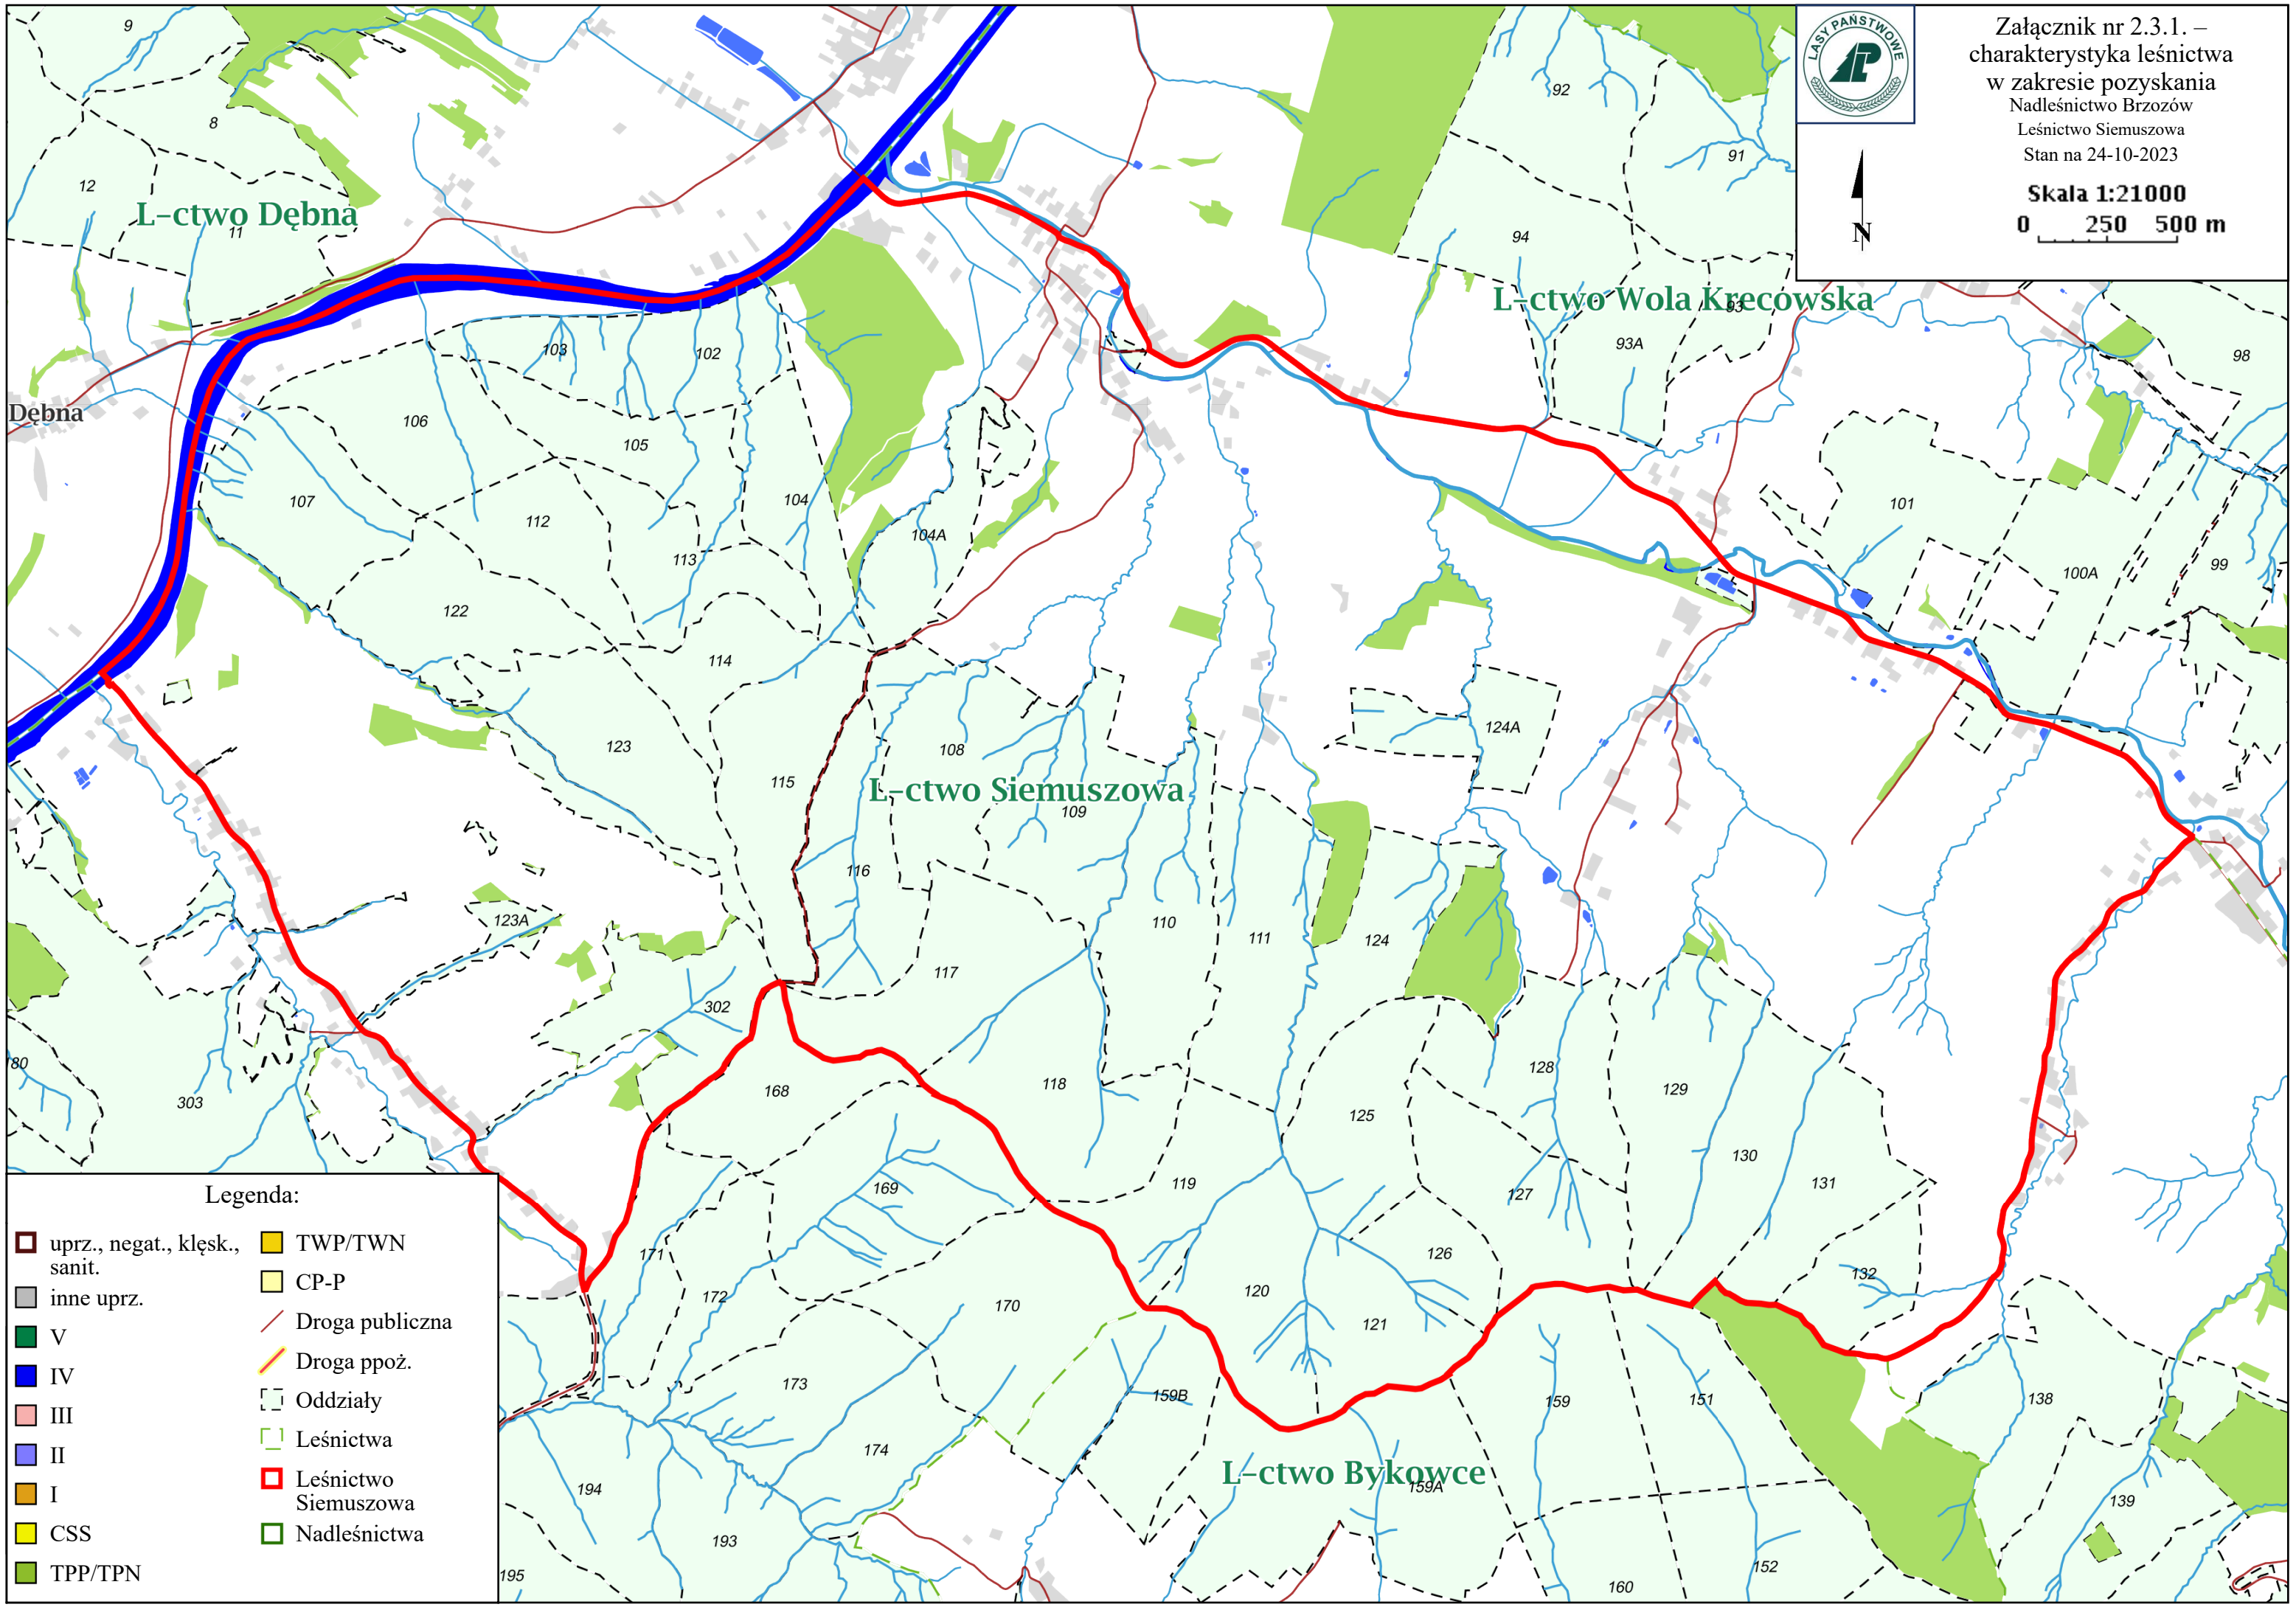 LASY PAŃSTWOWE
Załącznik nr 2.3.1. –
charakterystyka leśnictwa
w zakresie pozyskania
Nadleśnictwo Brzozów
Leśnictwo Siemuszowa
Stan na 24-10-2023
Skala 1:21000
0 250 500 m
N
9
8
12
11
L-ctwo Dębna
Dębna
92
91
94
93
93A
L-ctwo Wola Krecowska
98
101
100A
99
103
102
106
105
107
112
104
104A
113
122
114
123
115
108
L-ctwo Siemuszowa
109
124A
116
123A
110
111
124
117
302
80
303
168
118
125
128
129
130
131
119
127
169
171
172
126
132
120
121
170
173
159B
159
151
138
174
L-ctwo Bykowce
159A
194
193
139
195
160
152
Legenda:
uprz., negat., klęsk.,
sanit.
inne uprz.
V
IV
III
II
I
CSS
TPP/TPN
TWP/TWN
CP-P
Droga publiczna
Droga ppoż.
Oddziały
Leśnictwa
Leśnictwo
Siemuszowa
Nadleśnictwa